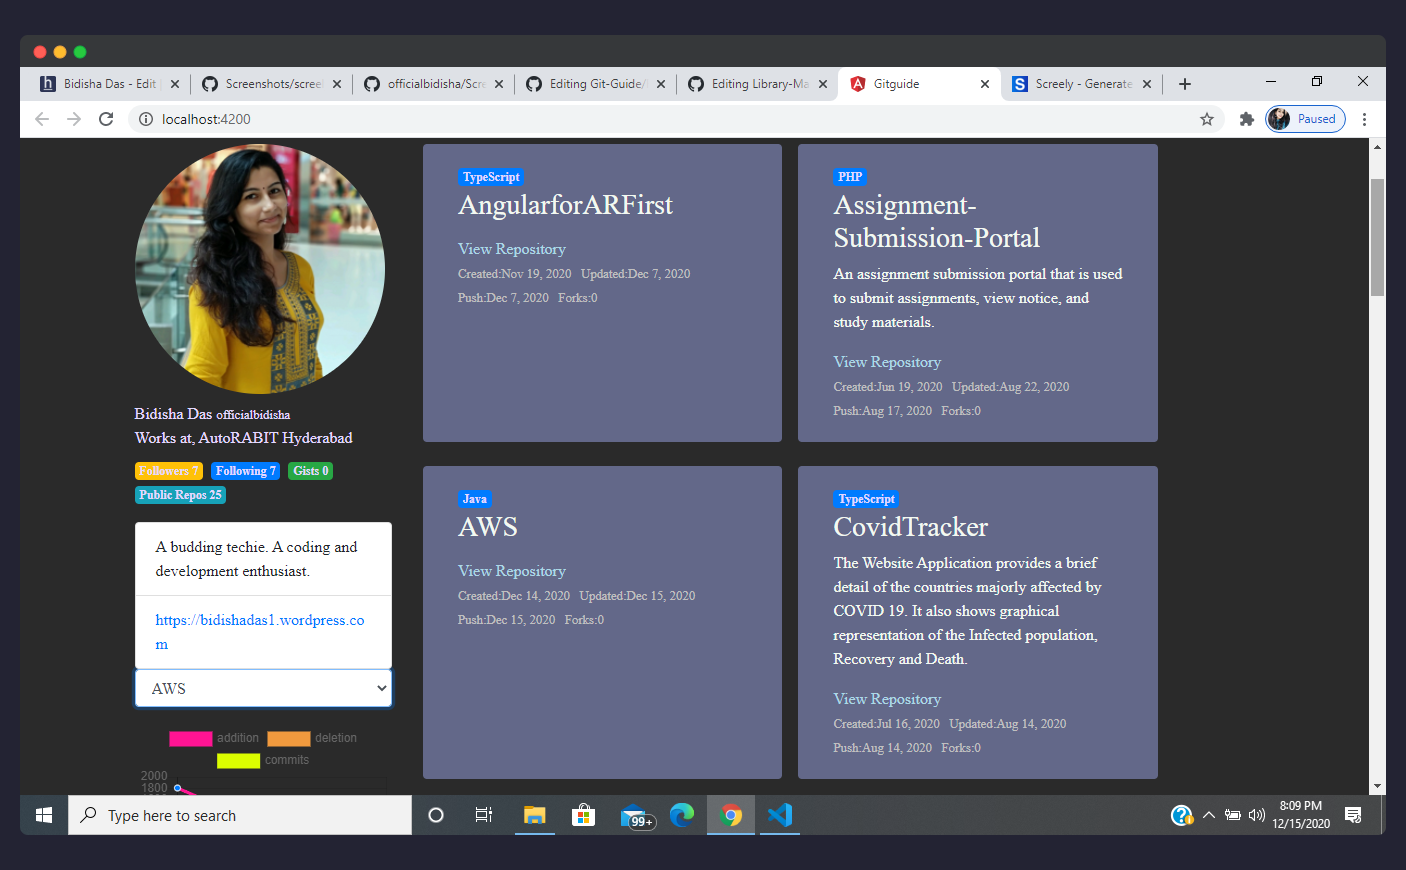 Bidisha Das - Edit
Screenshots/scree
officialbidisha/Scre
Editing Git-Guide/
Editing Library-Ma
Gitguide
Screely - Generate
localhost:4200
Paused
Bidisha Das officialbidisha
Works at, AutoRABIT Hyderabad
Followers 7 Following 7 Gists 0
Public Repos 25
A budding techie. A coding and
development enthusiast.
https://bidishadas1.wordpress.co
m
AWS
addition deletion
commits
2000
1800
TypeScript
AngularforARFirst
View Repository
Created:Nov 19, 2020 Updated:Dec 7, 2020
Push:Dec 7, 2020 Forks:0
PHP
Assignment-
Submission-Portal
An assignment submission portal that is used
to submit assignments, view notice, and
study materials.
View Repository
Created:Jun 19, 2020 Updated:Aug 22, 2020
Push:Aug 17, 2020 Forks:0
Java
AWS
View Repository
Created:Dec 14, 2020 Updated:Dec 15, 2020
Push:Dec 15, 2020 Forks:0
TypeScript
CovidTracker
The Website Application provides a brief
detail of the countries majorly affected by
COVID 19. It also shows graphical
representation of the Infected population,
Recovery and Death.
View Repository
Created:Jul 16, 2020 Updated:Aug 14, 2020
Push:Aug 14, 2020 Forks:0
Type here to search
99+
8:09 PM
12/15/2020